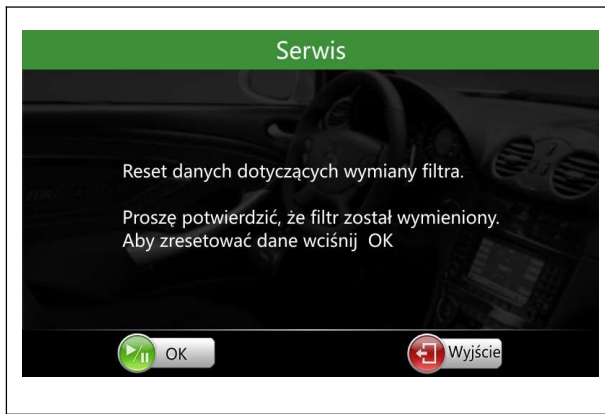 Serwis
Reset danych dotyczących wymiany filtra.
Proszę potwierdzić, że filtr został wymieniony.
Aby zresetować dane wciśnij OK
OK
Wyjście